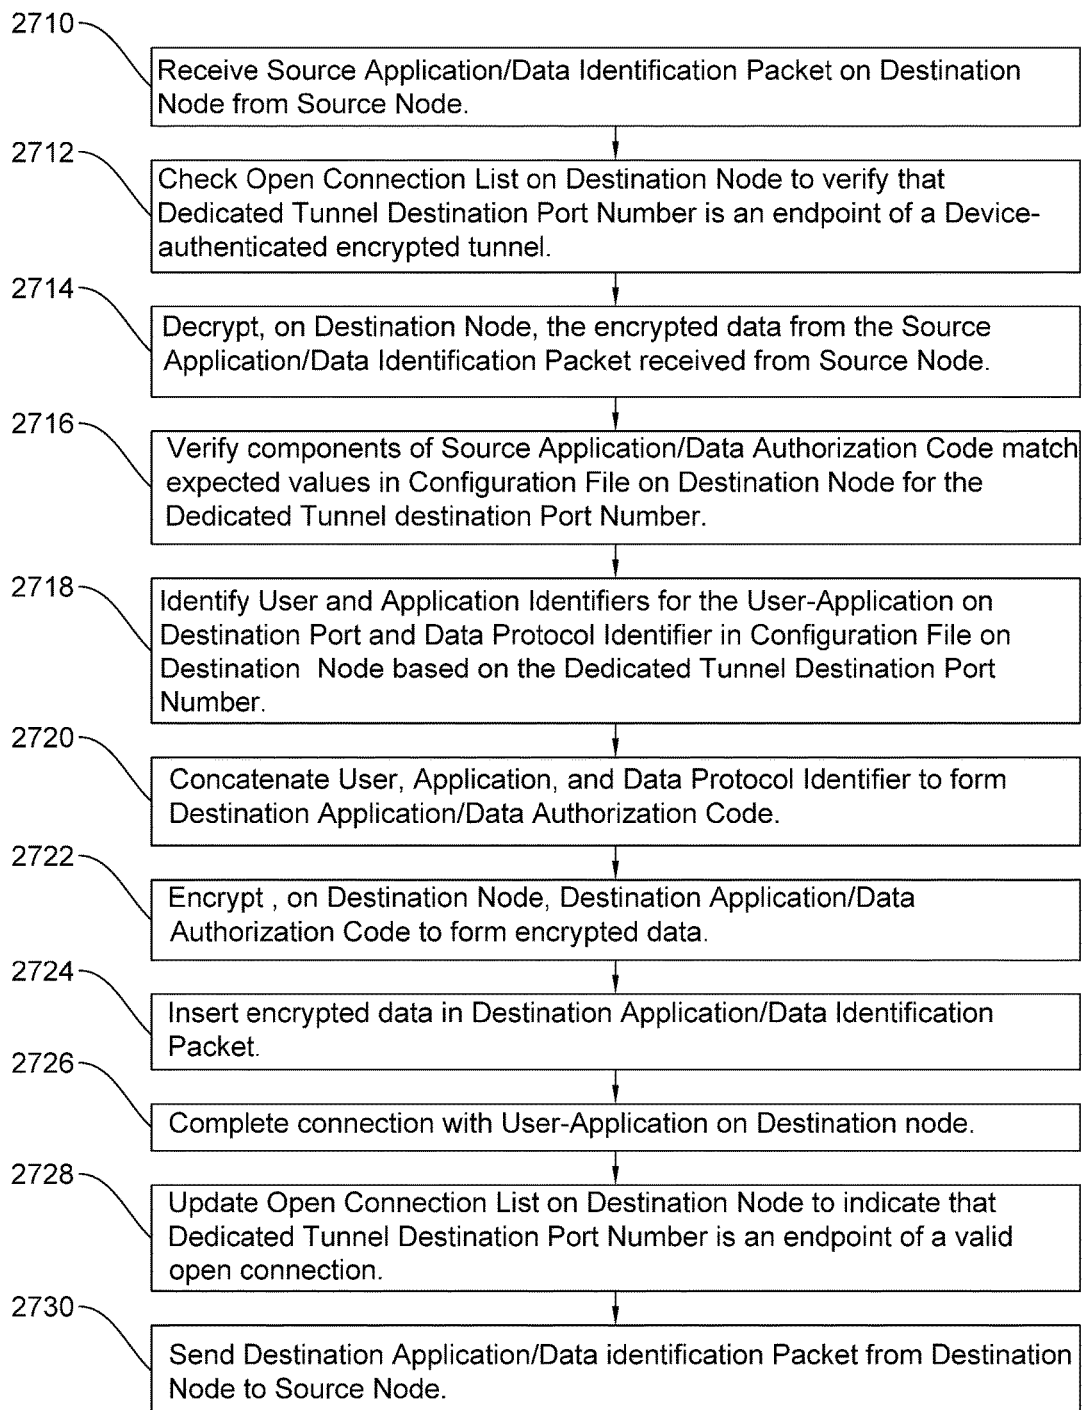 2710
Receive Source Application/Data Identification Packet on Destination
Node from Source Node.
2712
Check Open Connection List on Destination Node to verify that
Dedicated Tunnel Destination Port Number is an endpoint of a Device-
authenticated encrypted tunnel.
2714
Decrypt, on Destination Node, the encrypted data from the Source
Application/Data Identification Packet received from Source Node.
2716
Verify components of Source Application/Data Authorization Code match
expected values in Configuration File on Destination Node for the
Dedicated Tunnel destination Port Number.
2718
Identify User and Application Identifiers for the User-Application on
Destination Port and Data Protocol Identifier in Configuration File on
Destination Node based on the Dedicated Tunnel Destination Port
Number.
2720
Concatenate User, Application, and Data Protocol Identifier to form
Destination Application/Data Authorization Code.
2722
Encrypt , on Destination Node, Destination Application/Data
Authorization Code to form encrypted data.
2724
Insert encrypted data in Destination Application/Data Identification
Packet.
2726
Complete connection with User-Application on Destination node.
2728
Update Open Connection List on Destination Node to indicate that
Dedicated Tunnel Destination Port Number is an endpoint of a valid
open connection.
2730
Send Destination Application/Data identification Packet from Destination
Node to Source Node.